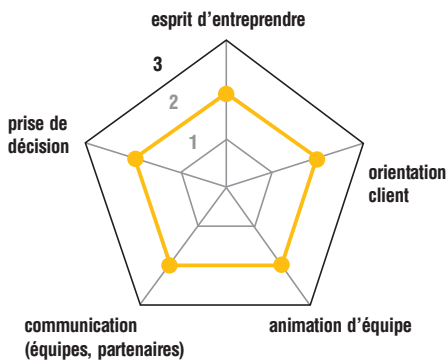 esprit d’entreprendre
3
2
1
prise de
décision
orientation
client
communication
(équipes, partenaires)
animation d’équipe